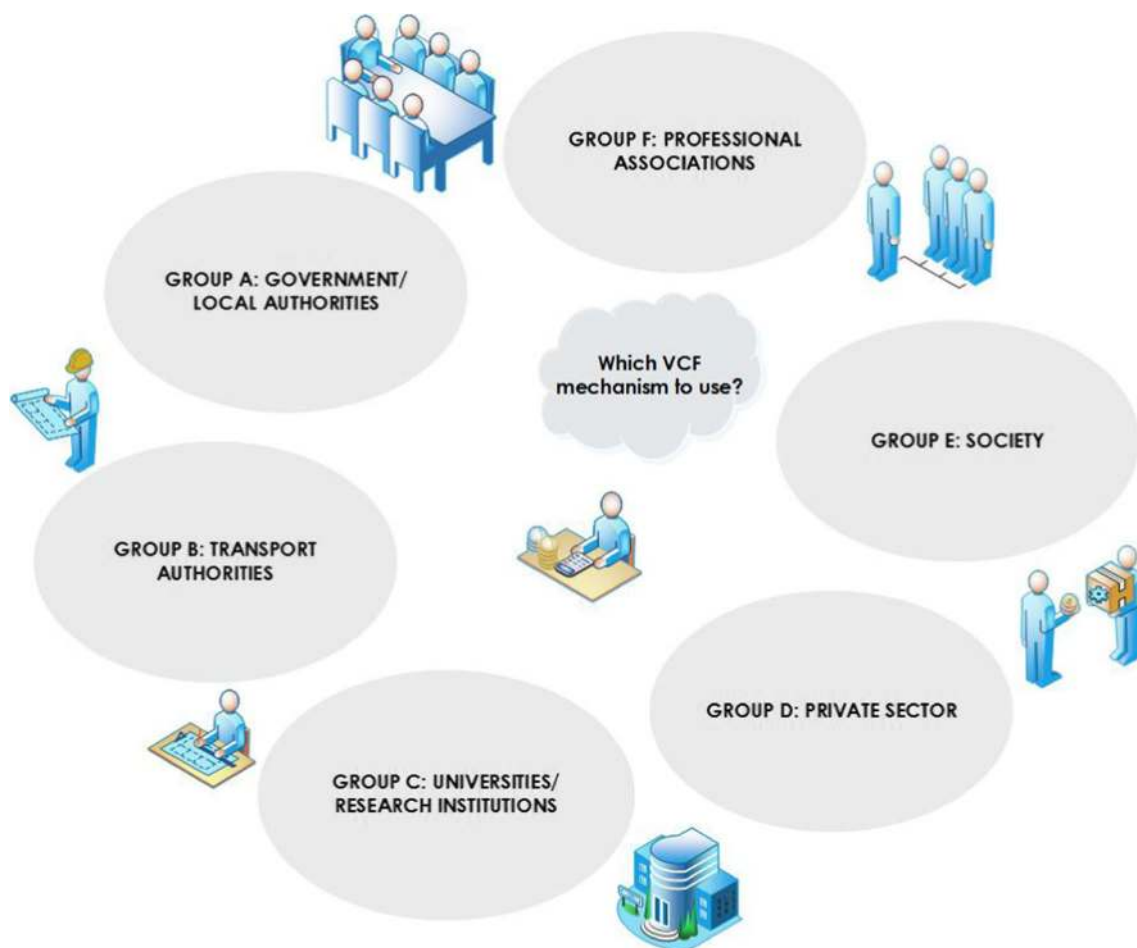 GROUP F: PROFESSIONAL
ASSOCIATIONS
GROUP A: GOVERNMENT/
LOCAL AUTHORITIES
Which VCF
mechanism to use?
GROUP E: SOCIETY
GROUP B: TRANSPORT
AUTHORITIES
GROUP D: PRIVATE SECTOR
GROUP C: UNIVERSITIES/
RESEARCH INSTITUTIONS